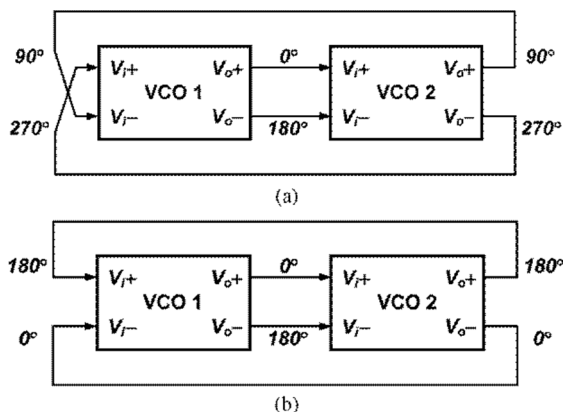 90° Vi+ Vo+ 0° Vi+ Vo+ 90°
VCO 1 VCO 2
270° Vi− Vo− 180° Vi− Vo− 270°
(a)
180° Vi+ Vo+ 0° Vi+ Vo+ 180°
VCO 1 VCO 2
0° Vi− Vo− 180° Vi− Vo− 0°
(b)